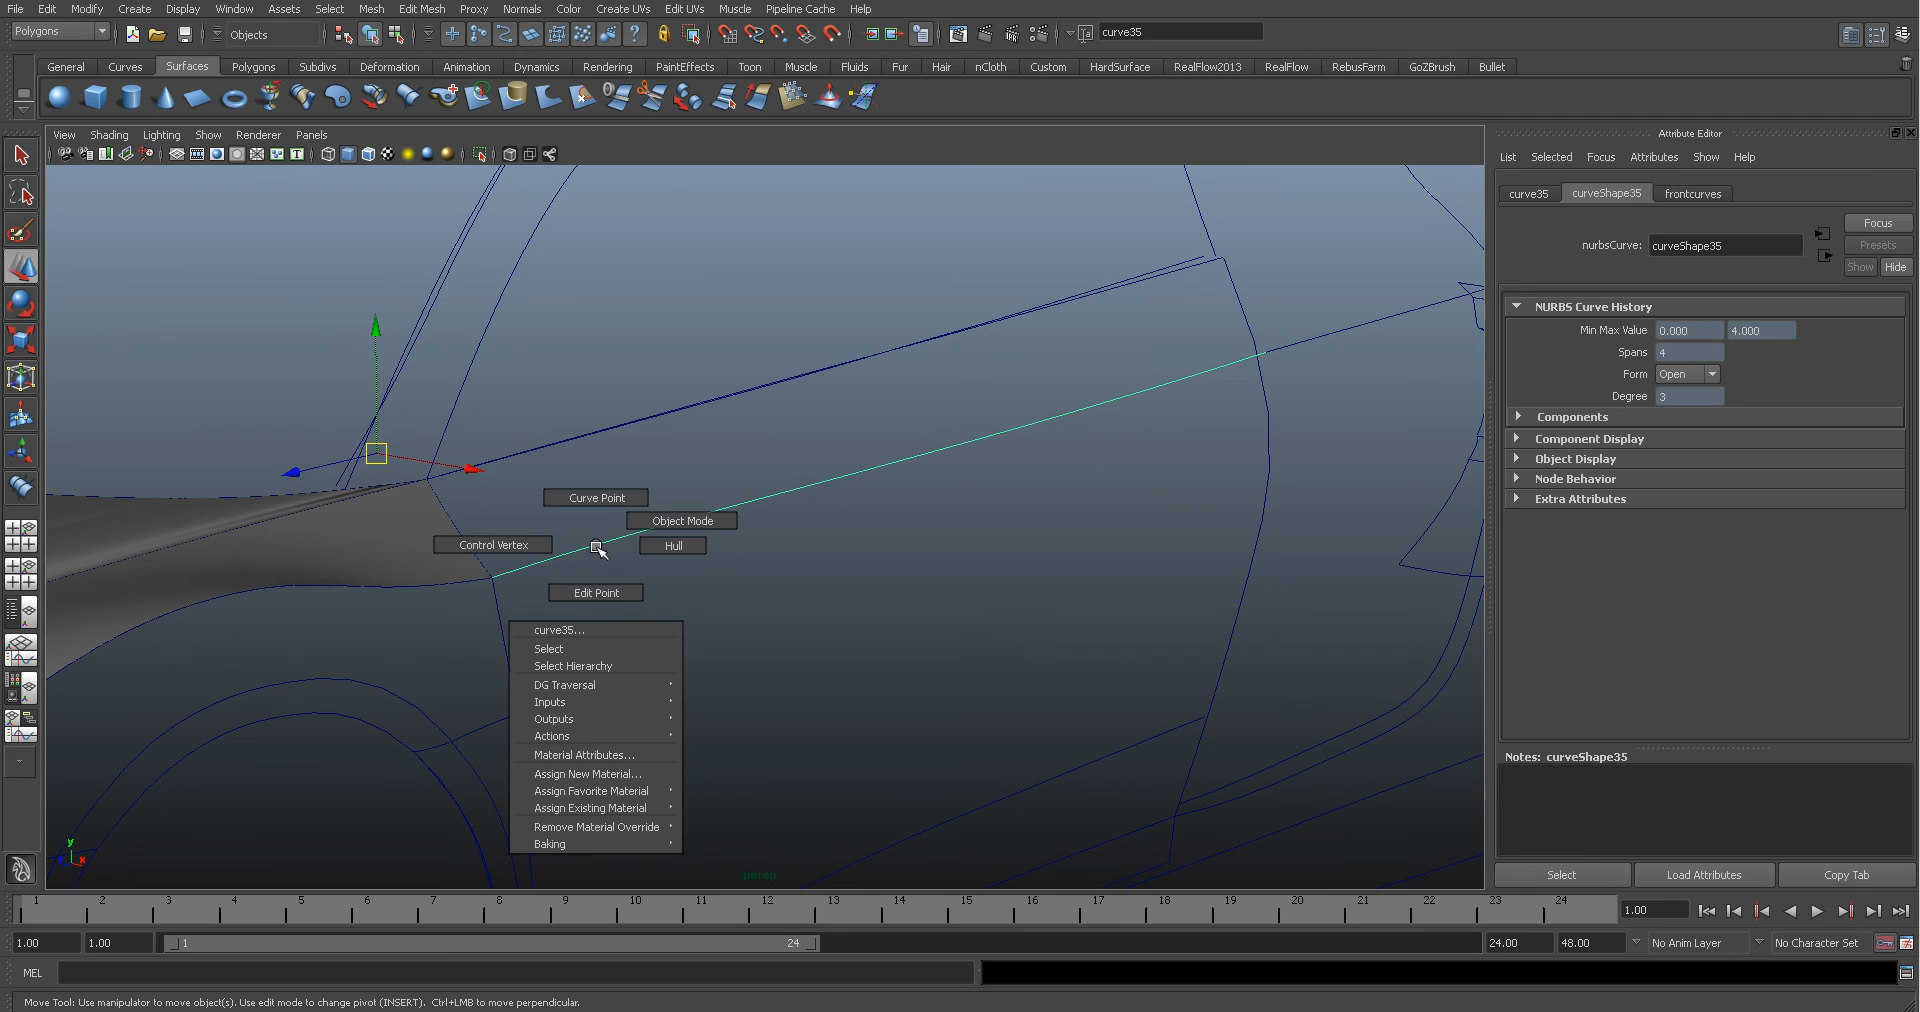 File Edit Modify Create Display Window Assets Select Mesh Edit Mesh Proxy Normals Color Create UVs Edit UVs Muscle Pipeline Cache Help
Polygons Objects curve35
General Curves Surfaces Polygons Subdivs Deformation Animation Dynamics Rendering PaintEffects Toon Muscle Fluids Fur Hair nCloth Custom HardSurface RealFlow2013 RealFlow RebusFarm GoZBrush Bullet
View Shading Lighting Show Renderer Panels
Attribute Editor
List Selected Focus Attributes Show Help
curve35 curveShape35 frontcurves
Focus
nurbsCurve: curveShape35
Presets
Show Hide
NURBS Curve History
Min Max Value 0.000 4.000
Spans 4
Form Open
Degree 3
Components
Component Display
Object Display
Node Behavior
Extra Attributes
Curve Point
Object Mode
Control Vertex
Hull
Edit Point
curve35...
Select
Select Hierarchy
DG Traversal
Inputs
Outputs
Actions
Material Attributes...
Assign New Material...
Assign Favorite Material
Assign Existing Material
Remove Material Override
Baking
y
x
persp
Notes: curveShape35
Select Load Attributes Copy Tab
1 2 3 4 5 6 7 8 9 10 11 12 13 14 15 16 17 18 19 20 21 22 23 24 1.00
1.00 1.00 1 24 24.00 48.00 No Anim Layer No Character Set
MEL
Move Tool: Use manipulator to move object(s). Use edit mode to change pivot (INSERT). Ctrl+LMB to move perpendicular.